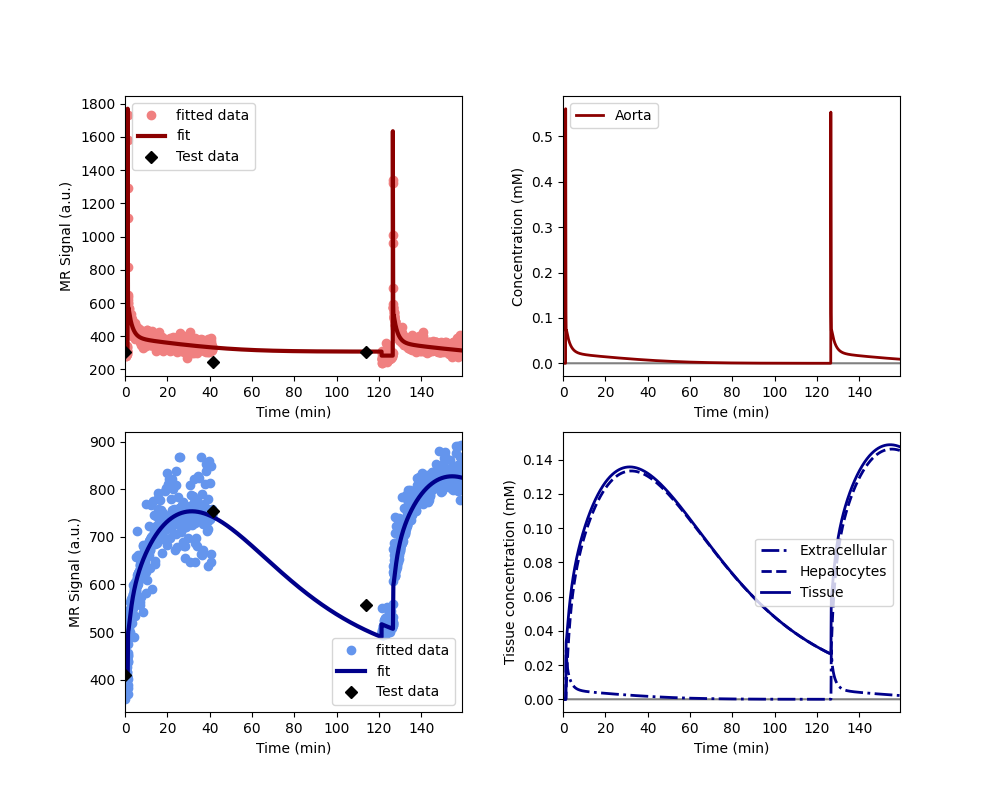 1800
1600
1400
1200
1000
800
600
400
200
MR Signal (a.u.)
fitted data
fit
Test data
0 20 40 60 80 100 120 140
Time (min)
0.5
0.4
0.3
0.2
0.1
0.0
Concentration (mM)
Aorta
0 20 40 60 80 100 120 140
Time (min)
900
800
700
600
500
400
MR Signal (a.u.)
fitted data
fit
Test data
0 20 40 60 80 100 120 140
Time (min)
0.14
0.12
0.10
0.08
0.06
0.04
0.02
0.00
Tissue concentration (mM)
Extracellular
Hepatocytes
Tissue
0 20 40 60 80 100 120 140
Time (min)